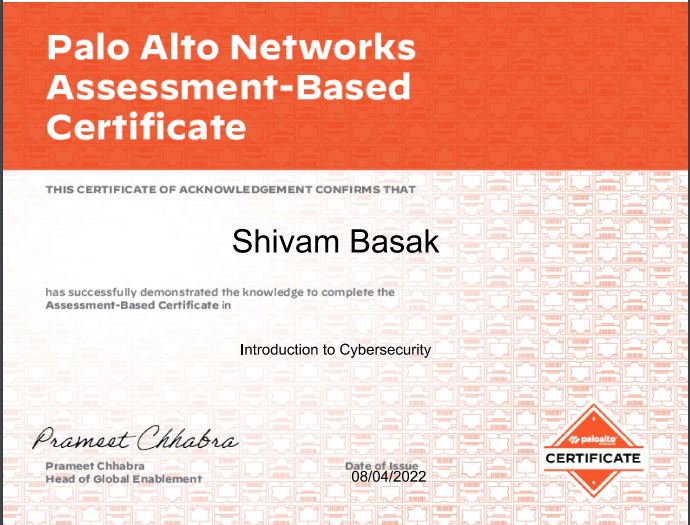 Palo Alto Networks
Assessment-Based
Certificate
THIS CERTIFICATE OF ACKNOWLEDGEMENT CONFIRMS THAT
Shivam Basak
has successfully demonstrated the knowledge to complete the
Assessment-Based Certificate in
Introduction to Cybersecurity
Prameet Chhabra
Prameet Chhabra
Head of Global Enablement
Date of Issue
08/04/2022
paloalto
CERTIFICATE